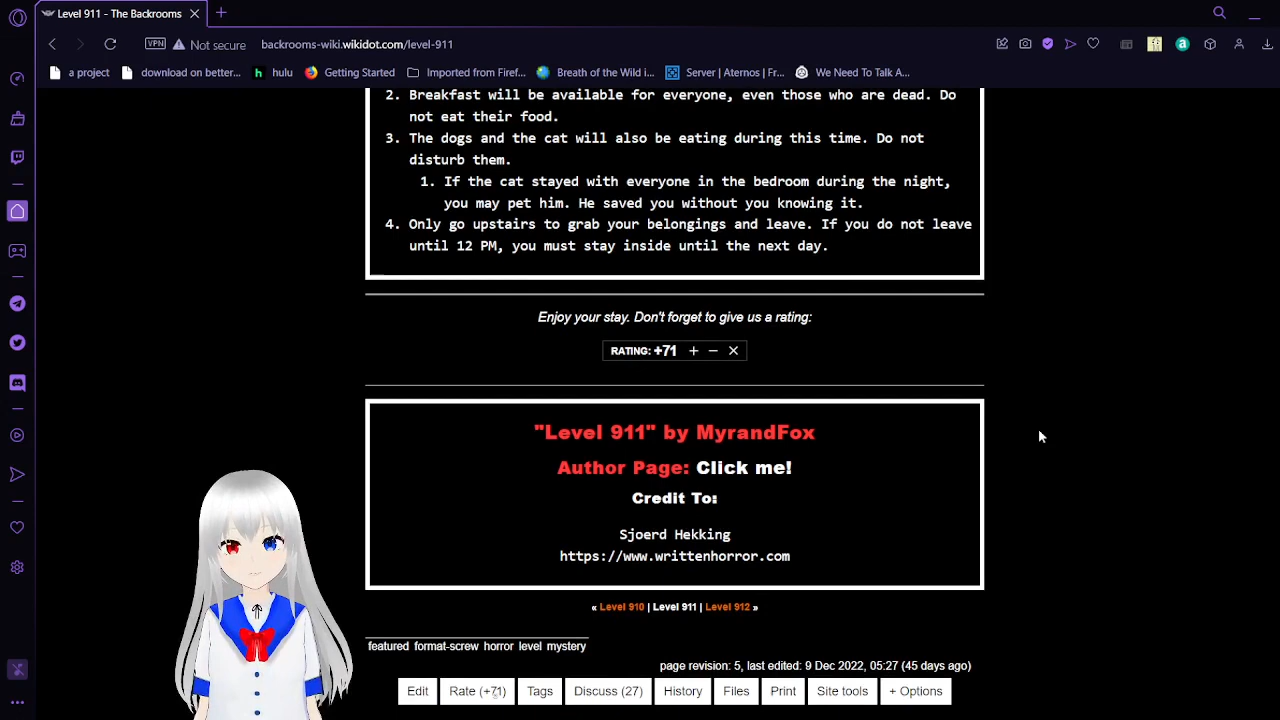 Level 911 - The Backrooms
VPN Not secure backrooms-wiki.wikidot.com/level-911
a project download on better... hulu Getting Started Imported from Firef... Breath of the Wild i... Server | Aternos | Fr... We Need To Talk A...
2. Breakfast will be available for everyone, even those who are dead. Do
not eat their food.
3. The dogs and the cat will also be eating during this time. Do not
disturb them.
1. If the cat stayed with everyone in the bedroom during the night,
you may pet him. He saved you without you knowing it.
4. Only go upstairs to grab your belongings and leave. If you do not leave
until 12 PM, you must stay inside until the next day.
Enjoy your stay. Don't forget to give us a rating:
RATING: +71 + − ×
"Level 911" by MyrandFox
Author Page: Click me!
Credit To:
Sjoerd Hekking
https://www.writtenhorror.com
« Level 910 | Level 911 | Level 912 »
featured format-screw horror level mystery
page revision: 5, last edited: 9 Dec 2022, 05:27 (45 days ago)
Edit Rate (+71) Tags Discuss (27) History Files Print Site tools + Options